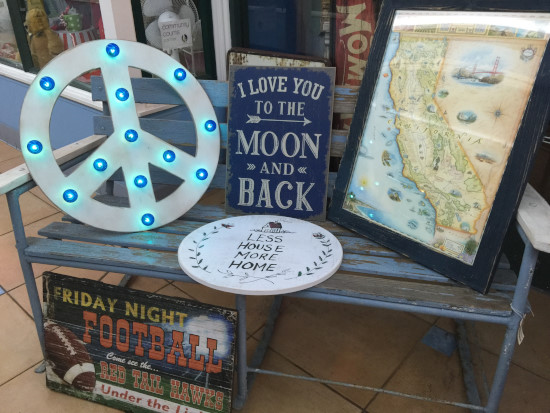 MOM
I LOVE YOU
TO THE
MOON
AND
BACK
LESS
HOUSE
MORE
HOME
FRIDAY NIGHT
FOOTBALL
Come see the...
RED TAIL HAWKS
Under the